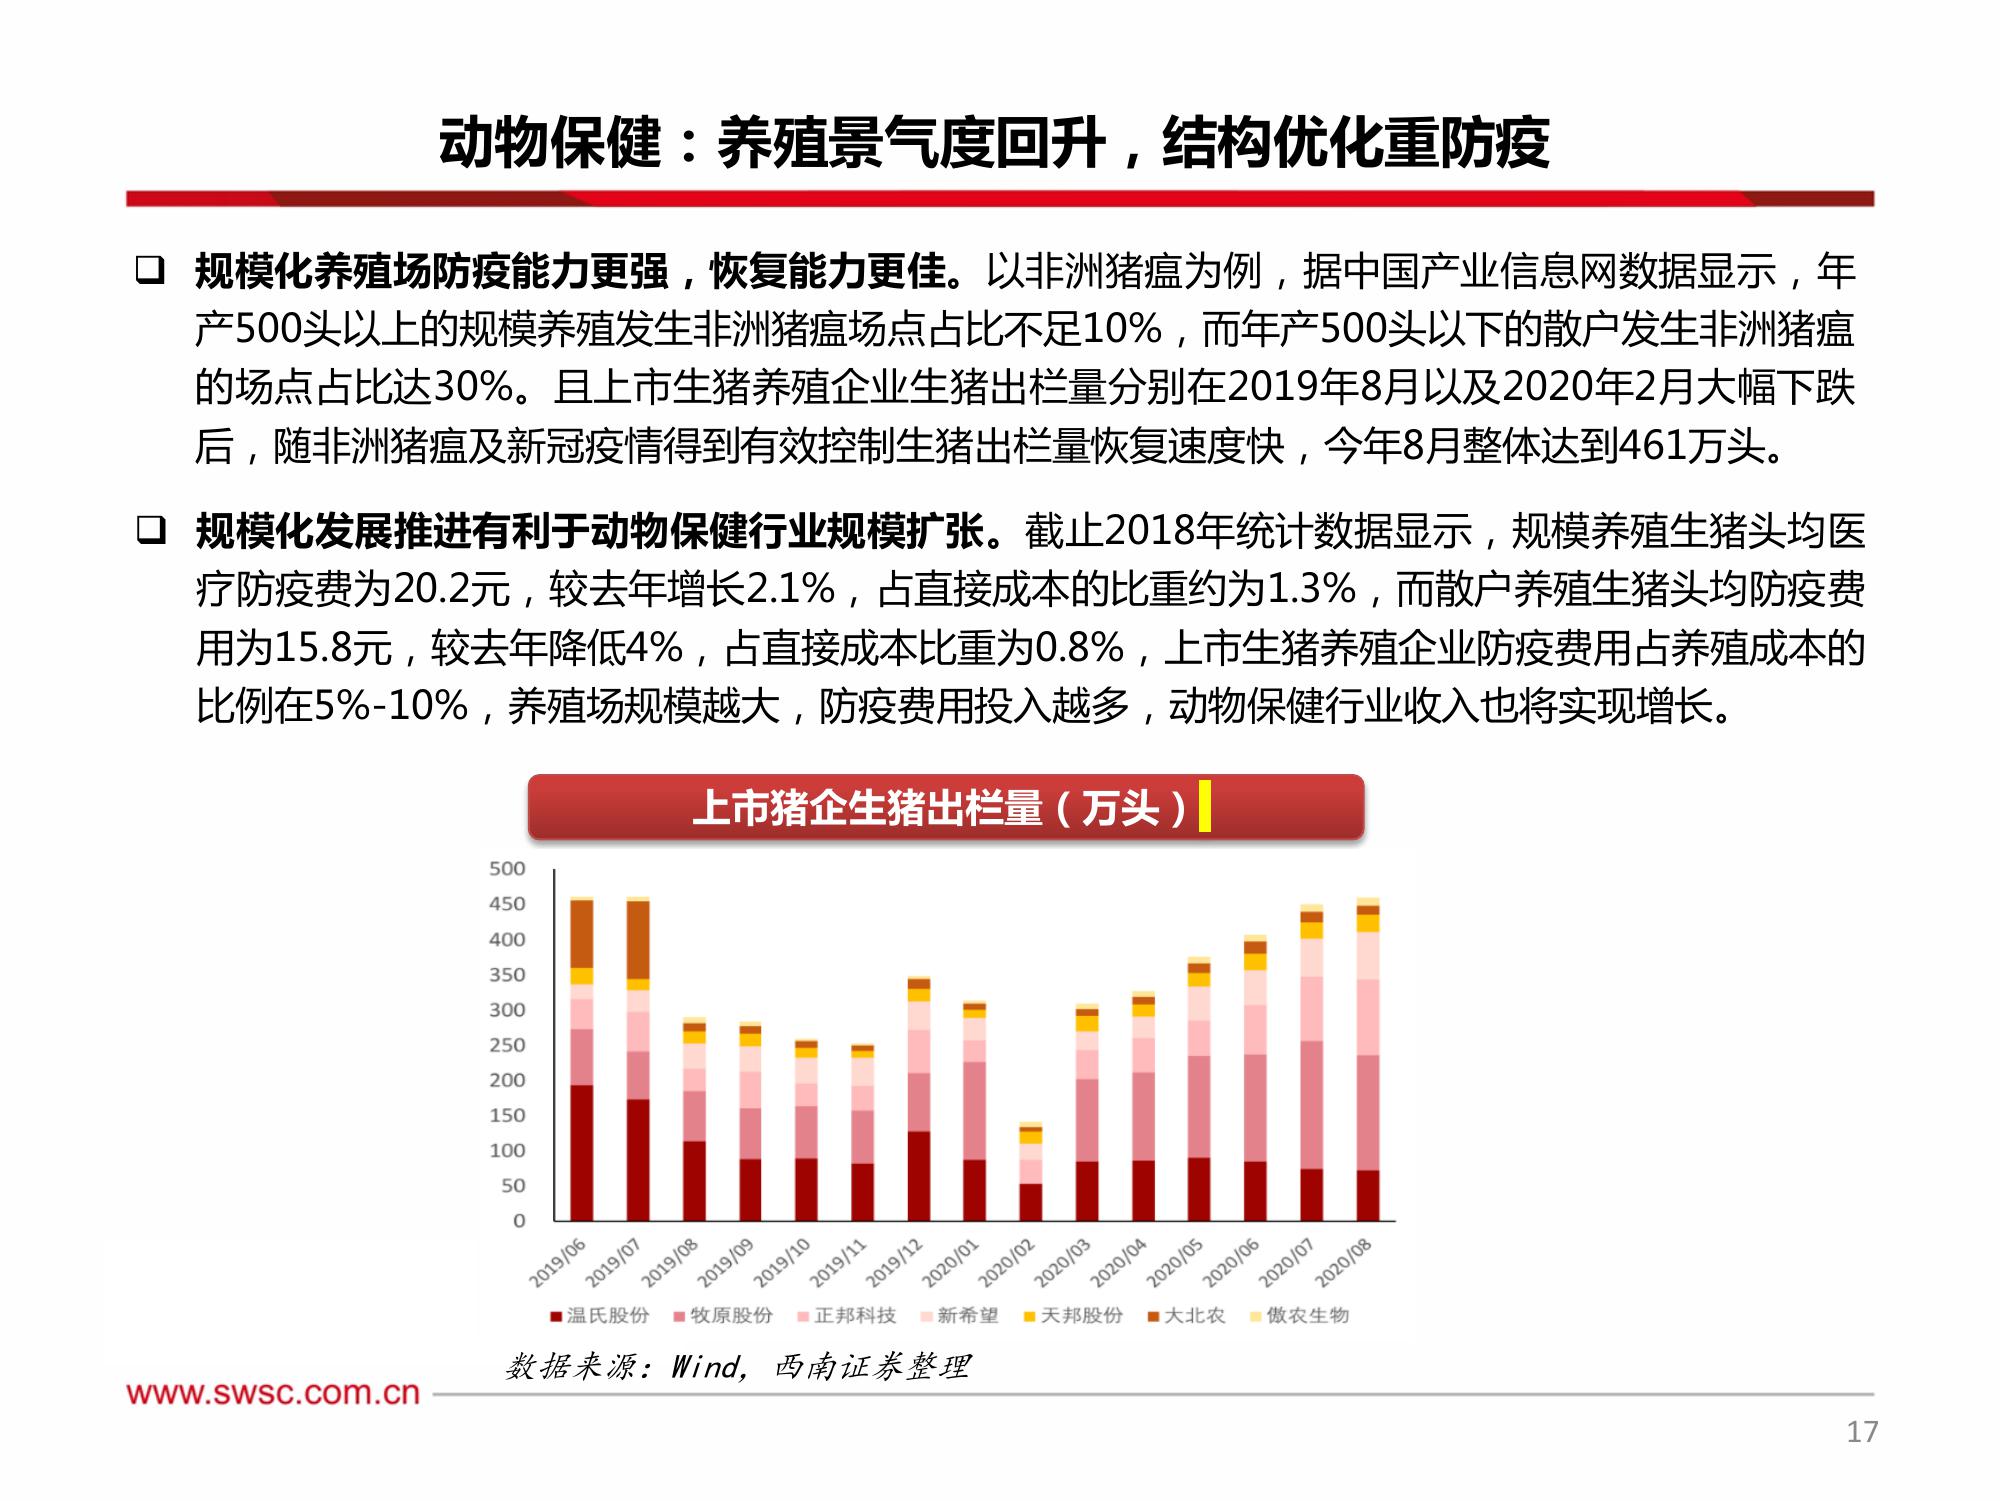 动物保健：养殖景气度回升，结构优化重防疫
规模化养殖场防疫能力更强，恢复能力更佳。以非洲猪瘟为例，据中国产业信息网数据显示，年
产500头以上的规模养殖发生非洲猪瘟场点占比不足10%，而年产500头以下的散户发生非洲猪瘟
的场点占比达30%。且上市生猪养殖企业生猪出栏量分别在2019年8月以及2020年2月大幅下跌
后，随非洲猪瘟及新冠疫情得到有效控制生猪出栏量恢复速度快，今年8月整体达到461万头。
规模化发展推进有利于动物保健行业规模扩张。截止2018年统计数据显示，规模养殖生猪头均医
疗防疫费为20.2元，较去年增长2.1%，占直接成本的比重约为1.3%，而散户养殖生猪头均防疫费
用为15.8元，较去年降低4%，占直接成本比重为0.8%，上市生猪养殖企业防疫费用占养殖成本的
比例在5%-10%，养殖场规模越大，防疫费用投入越多，动物保健行业收入也将实现增长。
上市猪企生猪出栏量（万头）
500
450
400
350
300
250
200
150
100
50
0
2019/06 2019/07 2019/08 2019/09 2019/10 2019/11 2019/12 2020/01 2020/02 2020/03 2020/04 2020/05 2020/06 2020/07 2020/08
温氏股份 牧原股份 正邦科技 新希望 天邦股份 大北农 傲农生物
数据来源：Wind, 西南证券整理
www.swsc.com.cn
17